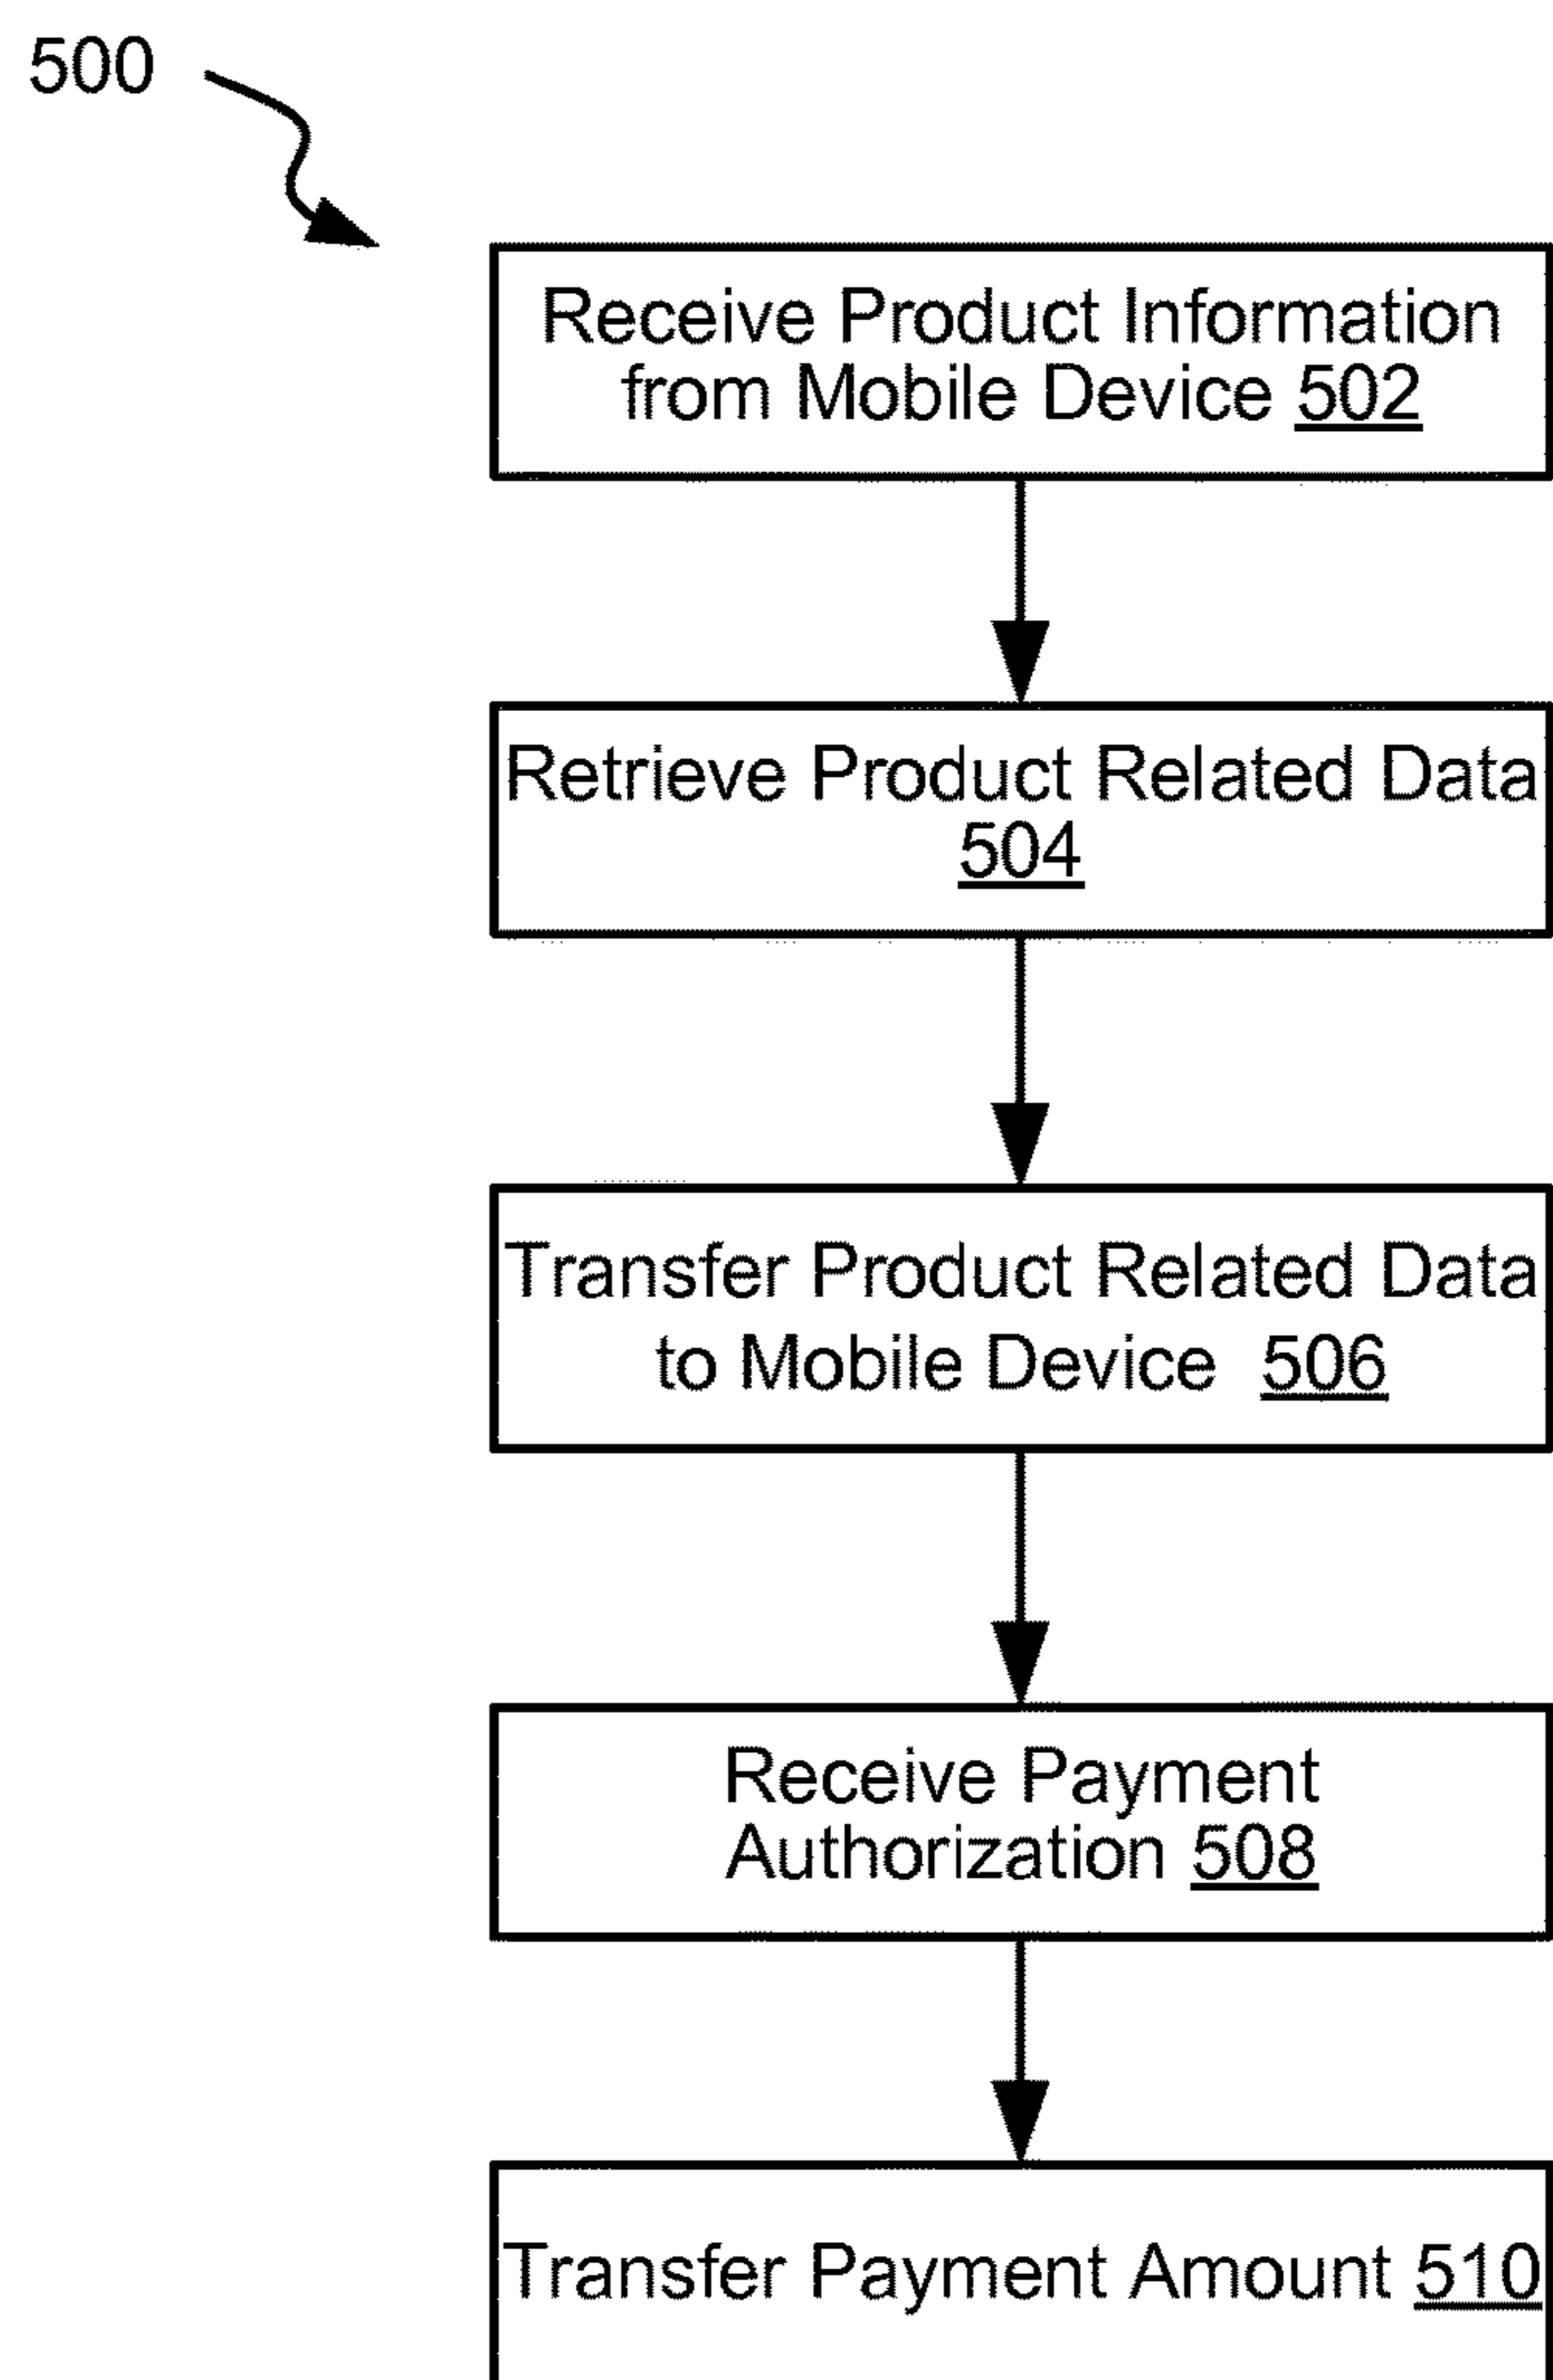 500
Receive Product Information
from Mobile Device 502
Retrieve Product Related Data
504
Transfer Product Related Data
to Mobile Device 506
Receive Payment
Authorization 508
Transfer Payment Amount 510